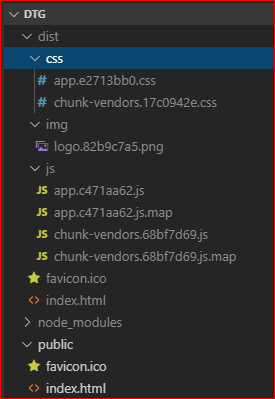 DTG
dist
css
app.e2713bb0.css
chunk-vendors.17c0942e.css
img
logo.82b9c7a5.png
js
JS app.c471aa62.js
JS app.c471aa62.js.map
JS chunk-vendors.68bf7d69.js
JS chunk-vendors.68bf7d69.js.map
favicon.ico
index.html
node_modules
public
favicon.ico
index.html